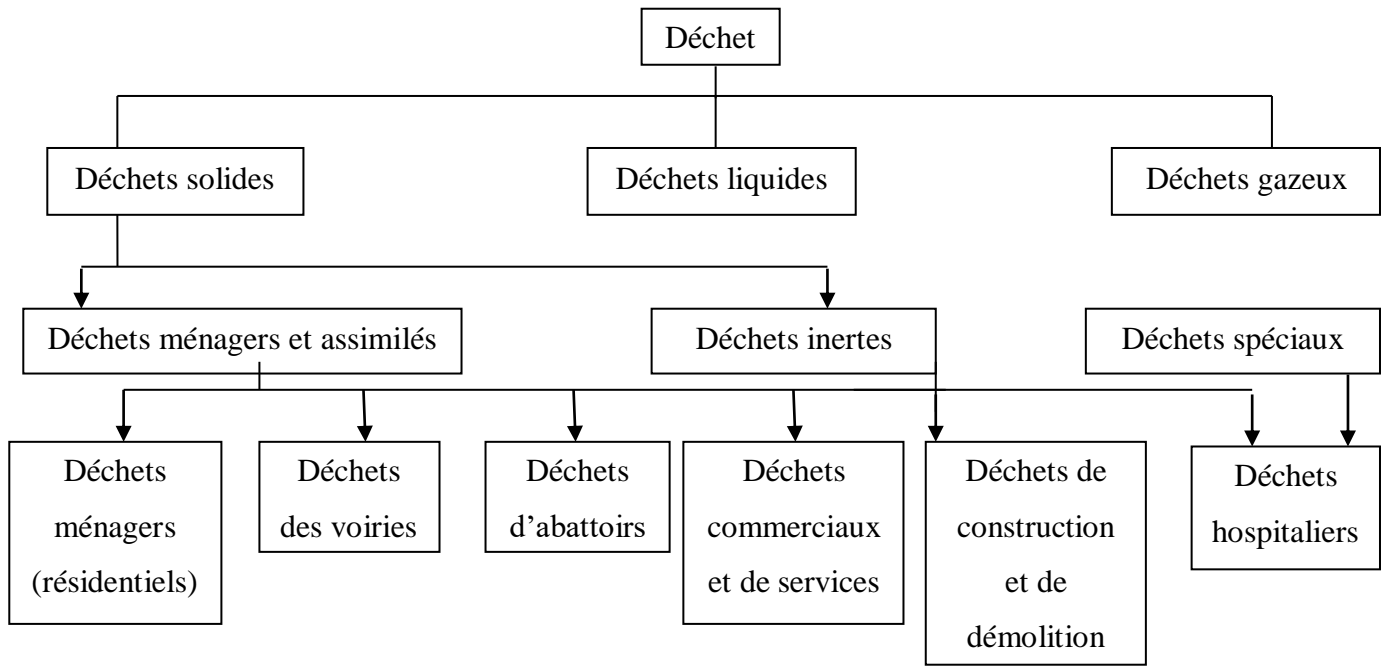 Déchet
Déchets solides
Déchets liquides
Déchets gazeux
Déchets ménagers et assimilés
Déchets inertes
Déchets spéciaux
Déchets
ménagers
(résidentiels)
Déchets
des voiries
Déchets
d’abattoirs
Déchets
commerciaux
et de services
Déchets de
construction
et de
démolition
Déchets
hospitaliers